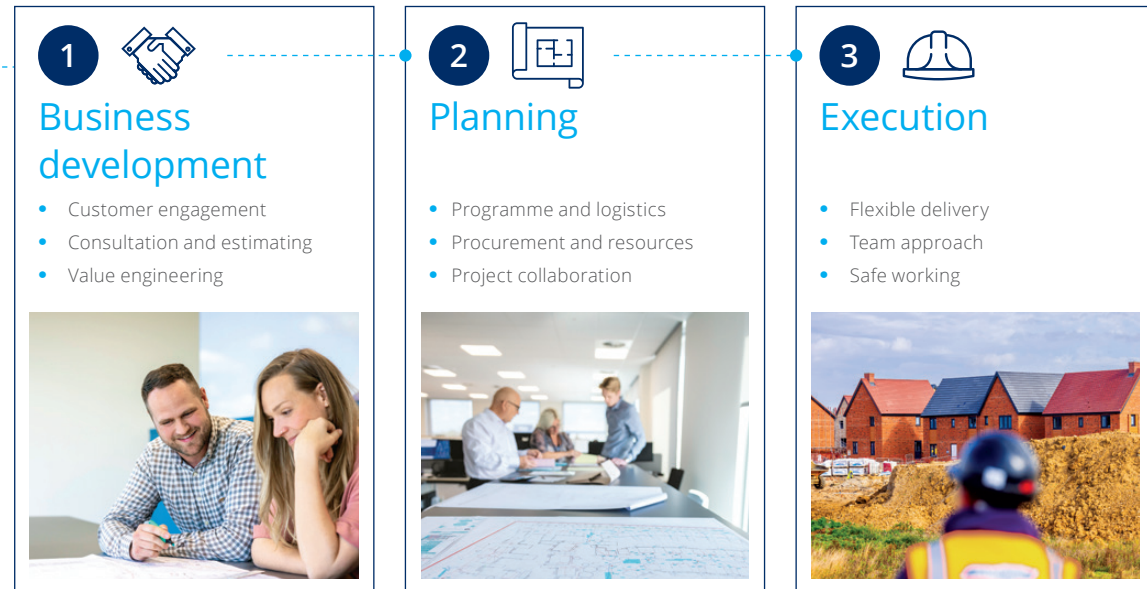 1
Business
development
• Customer engagement
• Consultation and estimating
• Value engineering
2
Planning
• Programme and logistics
• Procurement and resources
• Project collaboration
3
Execution
• Flexible delivery
• Team approach
• Safe working